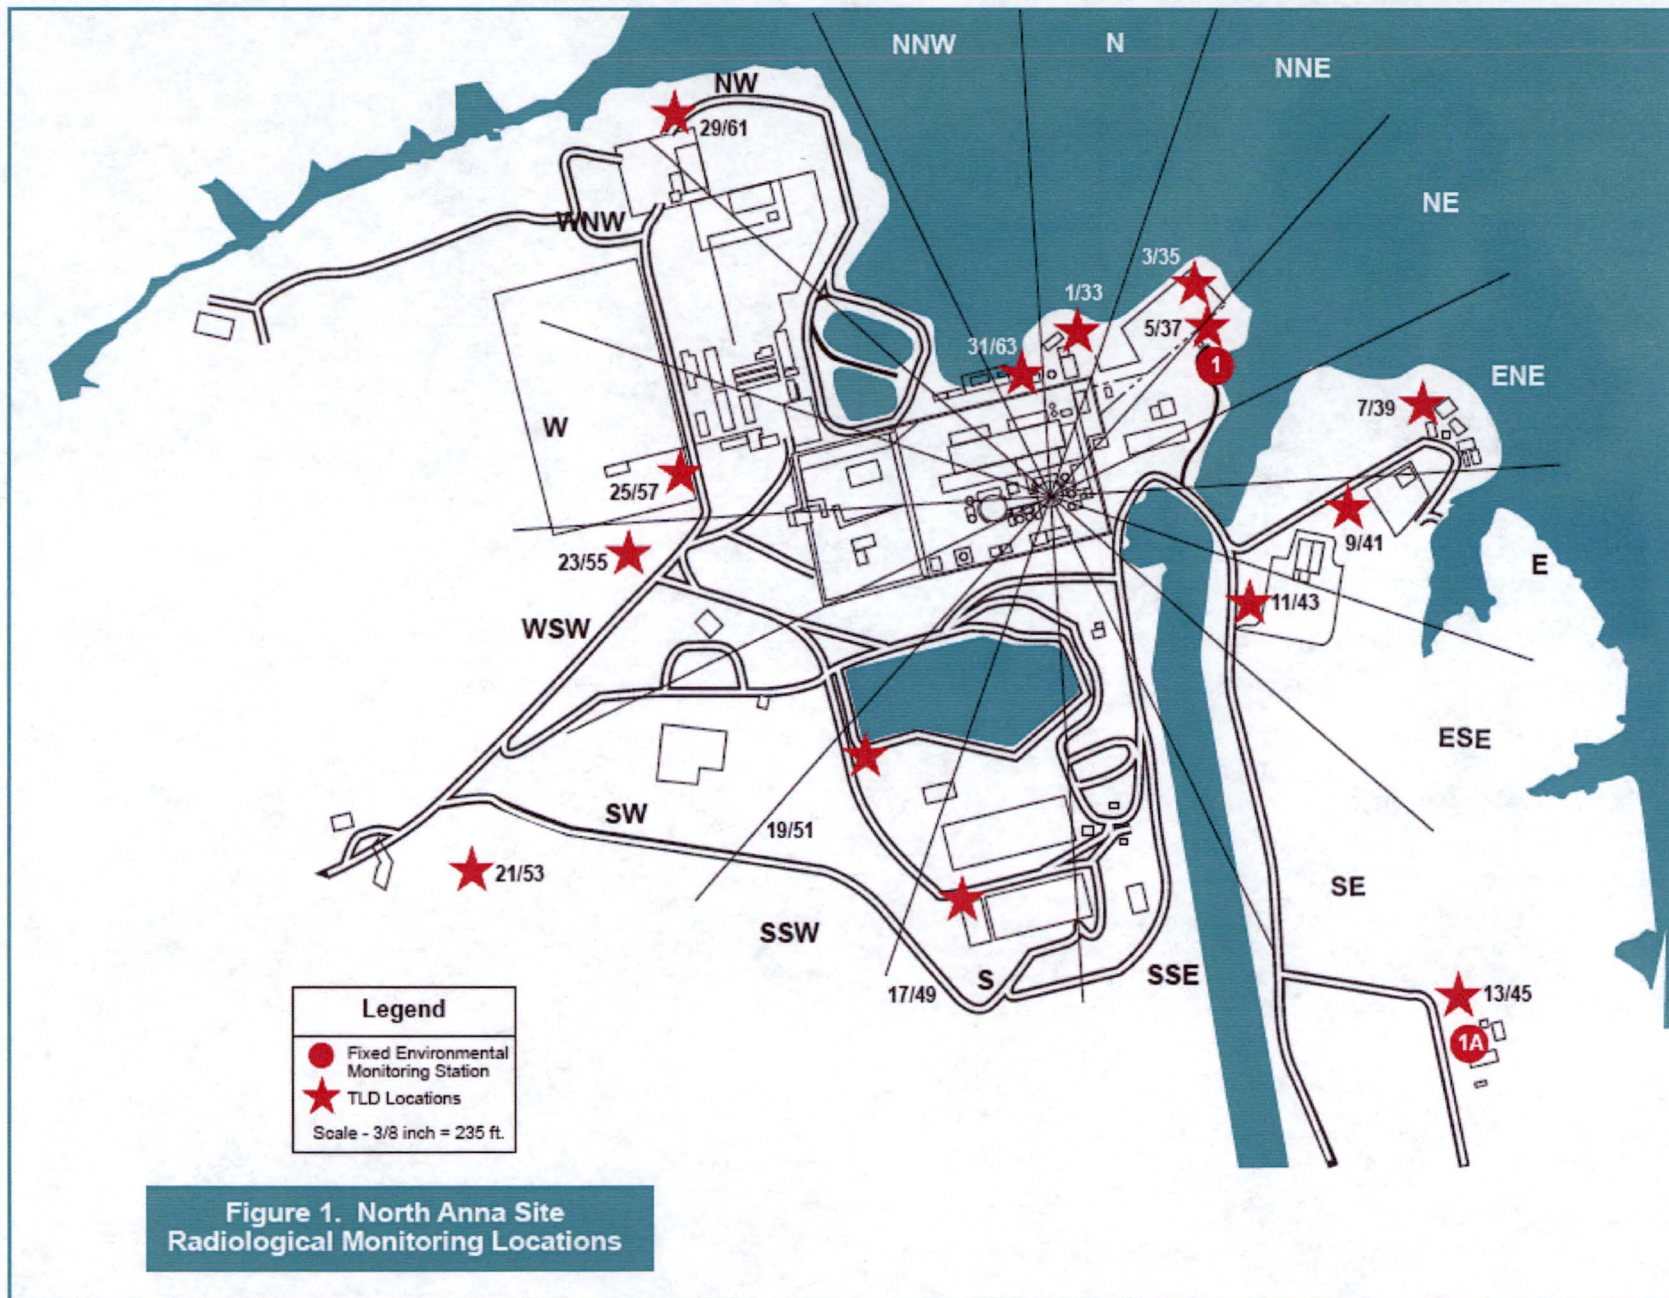 NNW
N
NNE
NW
29/61
NE
WNW
3/35
1/33
5/37
31/63
1
ENE
7/39
W
25/57
9/41
23/55
E
11/43
WSW
ESE
SW
19/51
SE
21/53
SSW
S
SSE
17/49
13/45
1A
Legend
Fixed Environmental
Monitoring Station
TLD Locations
Scale - 3/8 inch = 235 ft.
Figure 1. North Anna Site
Radiological Monitoring Locations